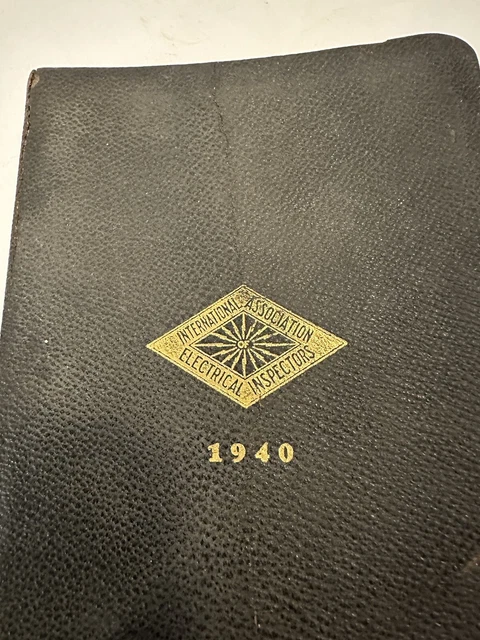 INTERNATIONAL ASSOCIATION
OF
ELECTRICAL INSPECTORS
1940